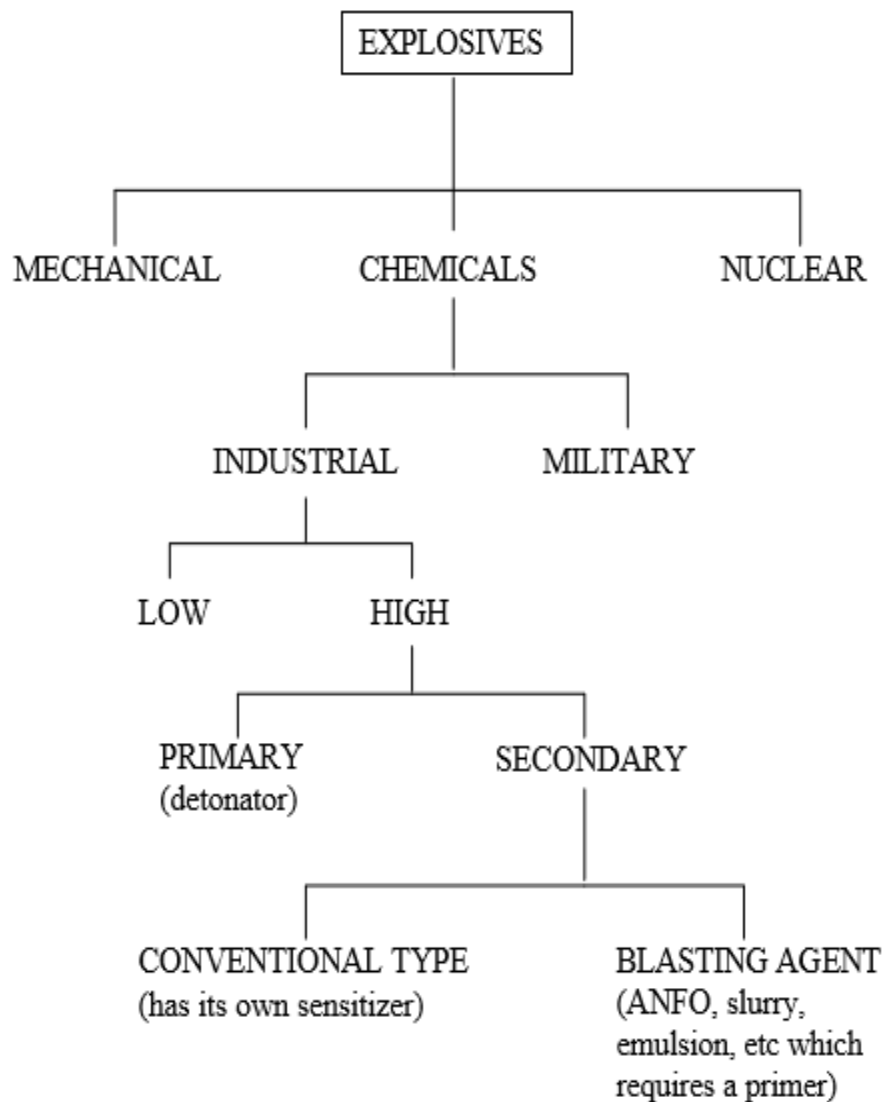 EXPLOSIVES
MECHANICAL
CHEMICALS
NUCLEAR
INDUSTRIAL
MILITARY
LOW
HIGH
PRIMARY
(detonator)
SECONDARY
CONVENTIONAL TYPE
(has its own sensitizer)
BLASTING AGENT
(ANFO, slurry,
emulsion, etc which
requires a primer)